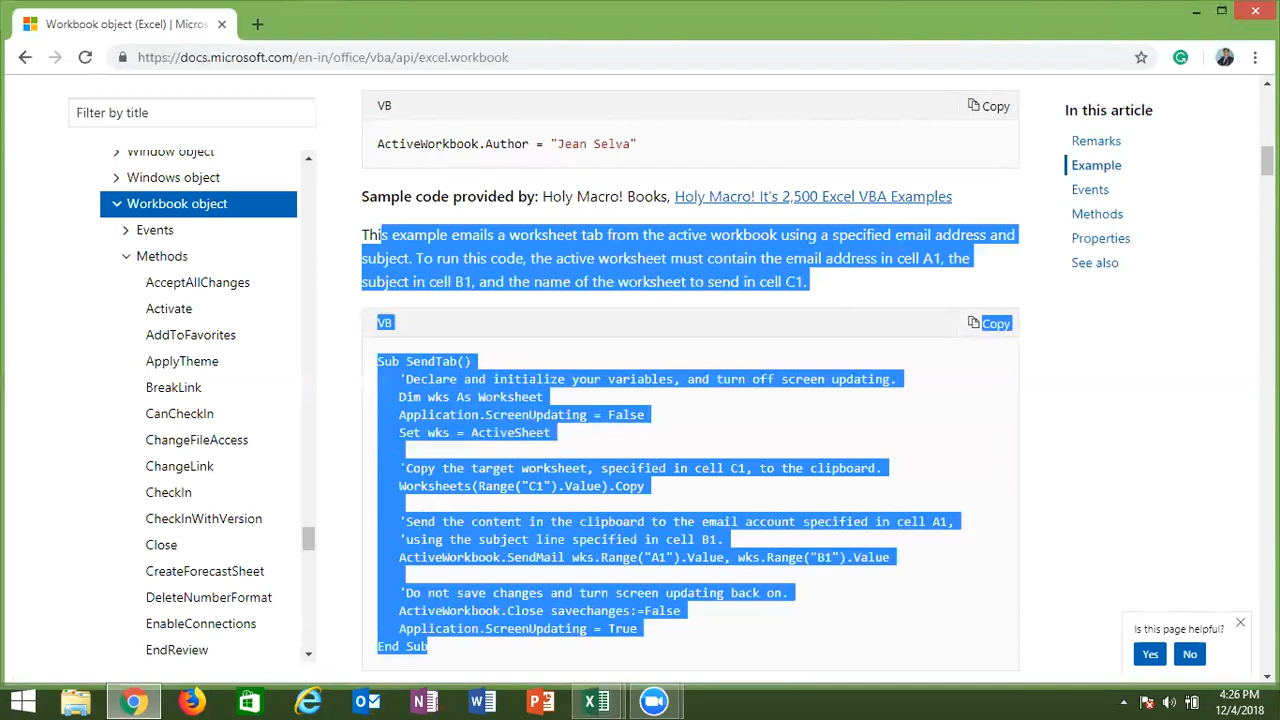 Workbook object (Excel) | Micros
https://docs.microsoft.com/en-in/office/vba/api/excel.workbook
Filter by title
Window object
Windows object
Workbook object
Events
Methods
AcceptAllChanges
Activate
AddToFavorites
ApplyTheme
BreakLink
CanCheckIn
ChangeFileAccess
ChangeLink
CheckIn
CheckInWithVersion
Close
CreateForecastSheet
DeleteNumberFormat
EnableConnections
EndReview
VB
Copy
ActiveWorkbook.Author = "Jean Selva"
Sample code provided by: Holy Macro! Books, Holy Macro! It's 2,500 Excel VBA Examples
This example emails a worksheet tab from the active workbook using a specified email address and
subject. To run this code, the active worksheet must contain the email address in cell A1, the
subject in cell B1, and the name of the worksheet to send in cell C1.
VB
Copy
Sub SendTab()
'Declare and initialize your variables, and turn off screen updating.
Dim wks As Worksheet
Application.ScreenUpdating = False
Set wks = ActiveSheet
'Copy the target worksheet, specified in cell C1, to the clipboard.
Worksheets(Range("C1").Value).Copy
'Send the content in the clipboard to the email account specified in cell A1,
'using the subject line specified in cell B1.
ActiveWorkbook.SendMail wks.Range("A1").Value, wks.Range("B1").Value
'Do not save changes and turn screen updating back on.
ActiveWorkbook.Close savechanges:=False
Application.ScreenUpdating = True
End Sub
In this article
Remarks
Example
Events
Methods
Properties
See also
Is this page helpful?
Yes
No
4:26 PM
12/4/2018